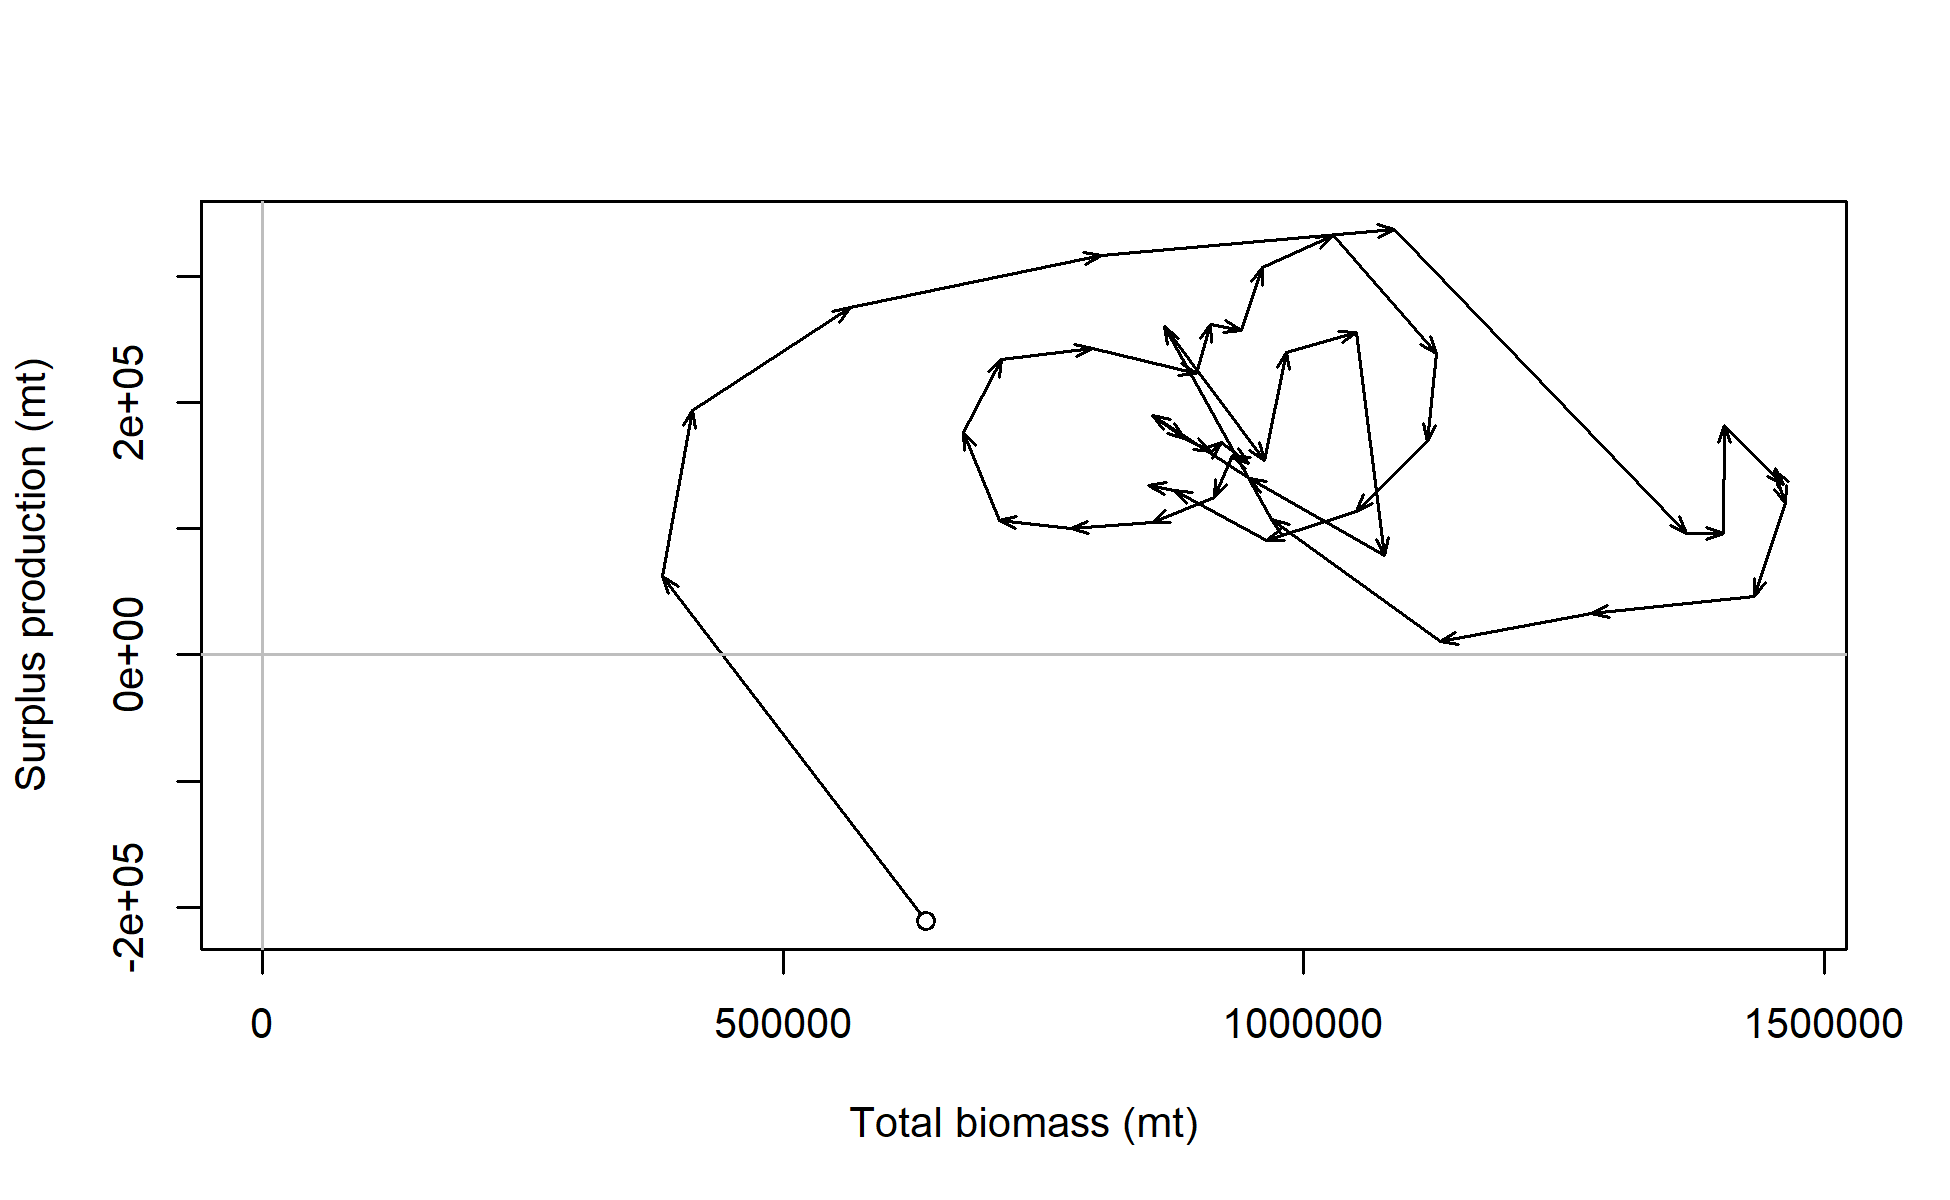 Surplus production (mt)
2e+05
0e+00
-2e+05
0 500000 1000000 1500000
Total biomass (mt)